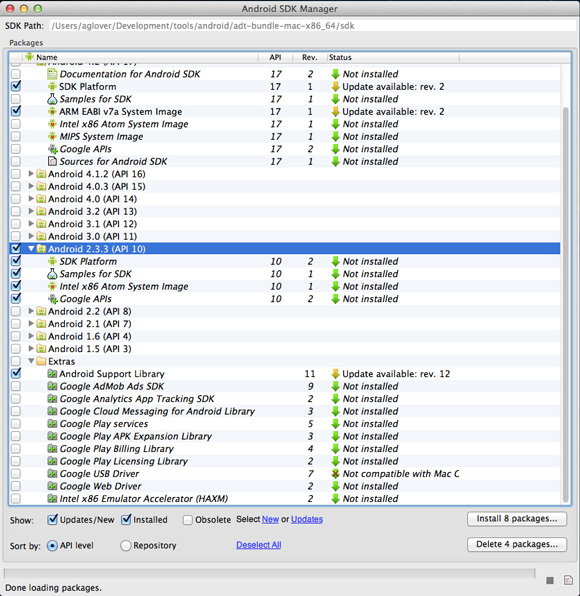 Android SDK Manager
SDK Path: /Users/aglover/Development/tools/android/adt-bundle-mac-x86_64/sdk
Packages
Name API Rev. Status
Android 4.2 (API 17)
Documentation for Android SDK 17 2 Not installed
SDK Platform 17 1 Update available: rev. 2
Samples for SDK 17 1 Not installed
ARM EABI v7a System Image 17 1 Update available: rev. 2
Intel x86 Atom System Image 17 1 Not installed
MIPS System Image 17 1 Not installed
Google APIs 17 2 Not installed
Sources for Android SDK 17 1 Not installed
Android 4.1.2 (API 16)
Android 4.0.3 (API 15)
Android 4.0 (API 14)
Android 3.2 (API 13)
Android 3.1 (API 12)
Android 3.0 (API 11)
Android 2.3.3 (API 10)
SDK Platform 10 2 Not installed
Samples for SDK 10 1 Not installed
Intel x86 Atom System Image 10 1 Not installed
Google APIs 10 2 Not installed
Android 2.2 (API 8)
Android 2.1 (API 7)
Android 1.6 (API 4)
Android 1.5 (API 3)
Extras
Android Support Library 11 Update available: rev. 12
Google AdMob Ads SDK 9 Not installed
Google Analytics App Tracking SDK 2 Not installed
Google Cloud Messaging for Android Library 3 Not installed
Google Play services 5 Not installed
Google Play APK Expansion Library 3 Not installed
Google Play Billing Library 4 Not installed
Google Play Licensing Library 2 Not installed
Google USB Driver 7 Not compatible with Mac O
Google Web Driver 2 Not installed
Intel x86 Emulator Accelerator (HAXM) 2 Not installed
Show: Updates/New Installed Obsolete Select New or Updates Install 8 packages...
Sort by: API level Repository Deselect All Delete 4 packages...
Done loading packages.